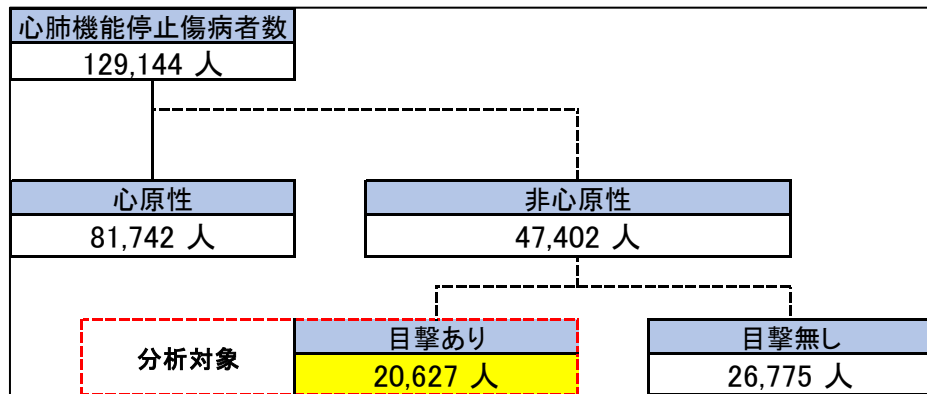 心肺機能停止傷病者数
129,144 人
心原性
81,742 人
非心原性
47,402 人
分析対象
目撃あり
20,627 人
目撃無し
26,775 人